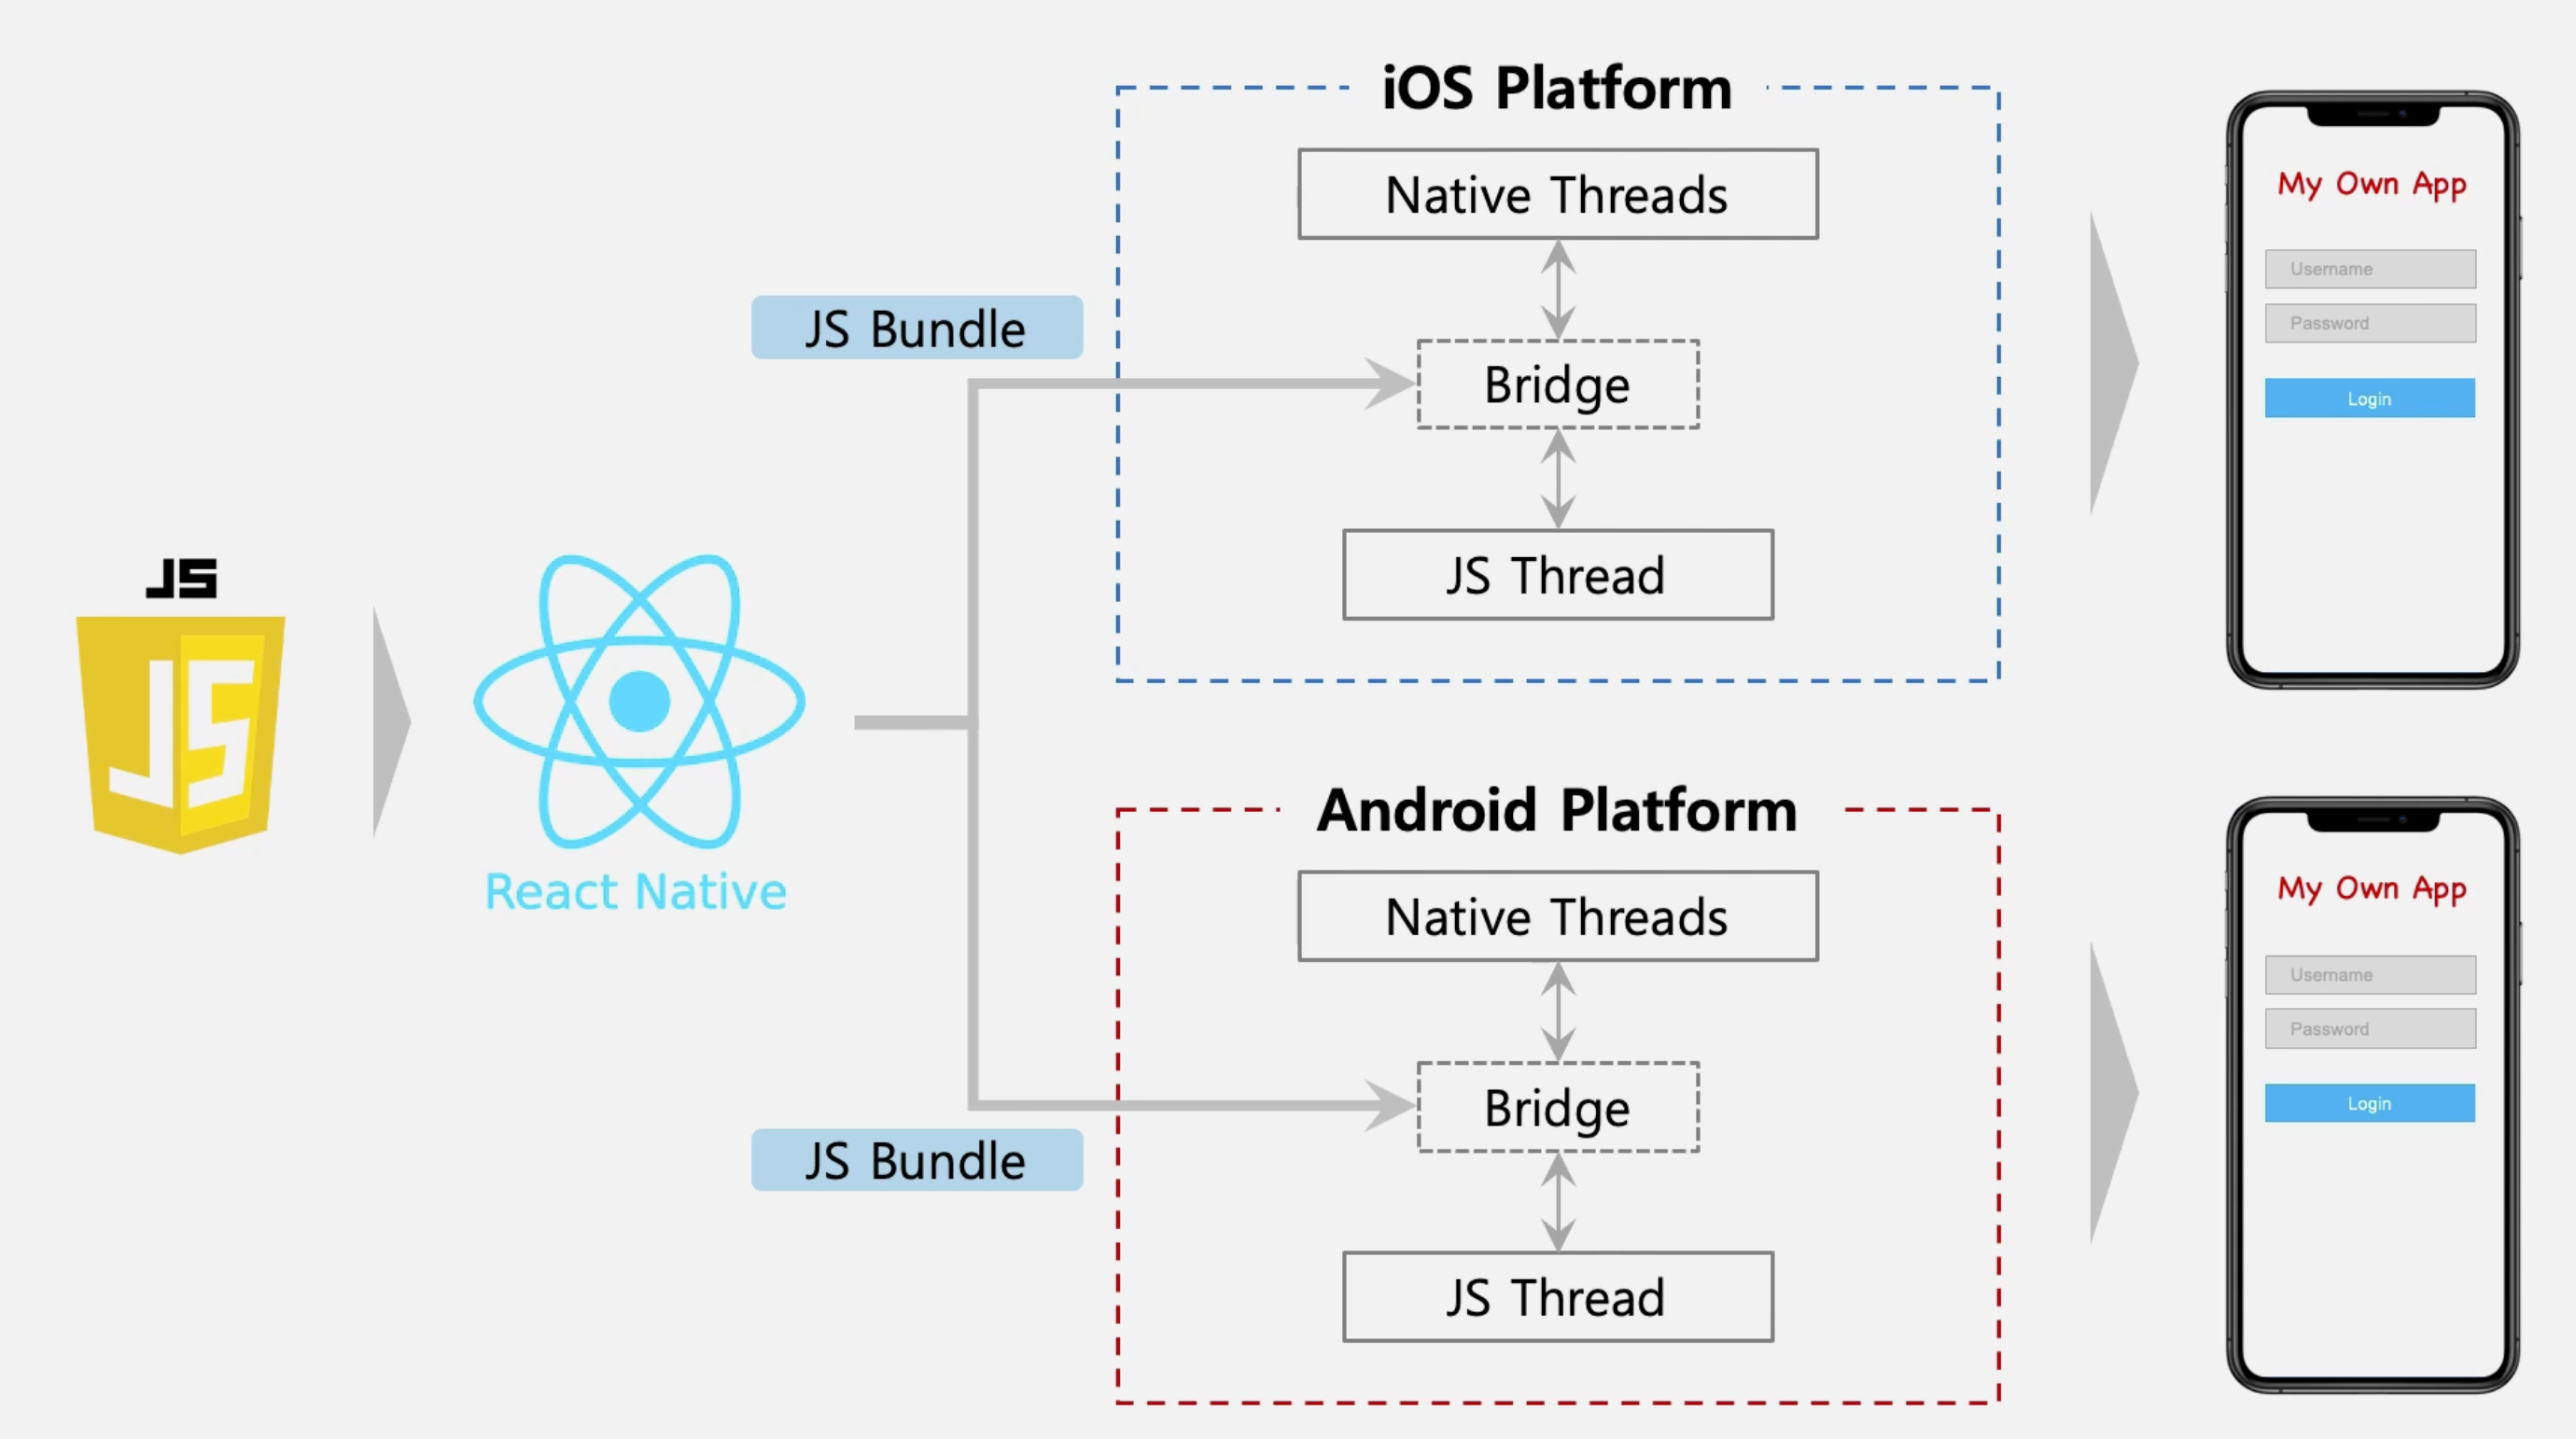 JS
JS
React Native
JS Bundle
iOS Platform
Native Threads
Bridge
JS Thread
My Own App
Username
Password
Login
JS Bundle
Android Platform
Native Threads
Bridge
JS Thread
My Own App
Username
Password
Login